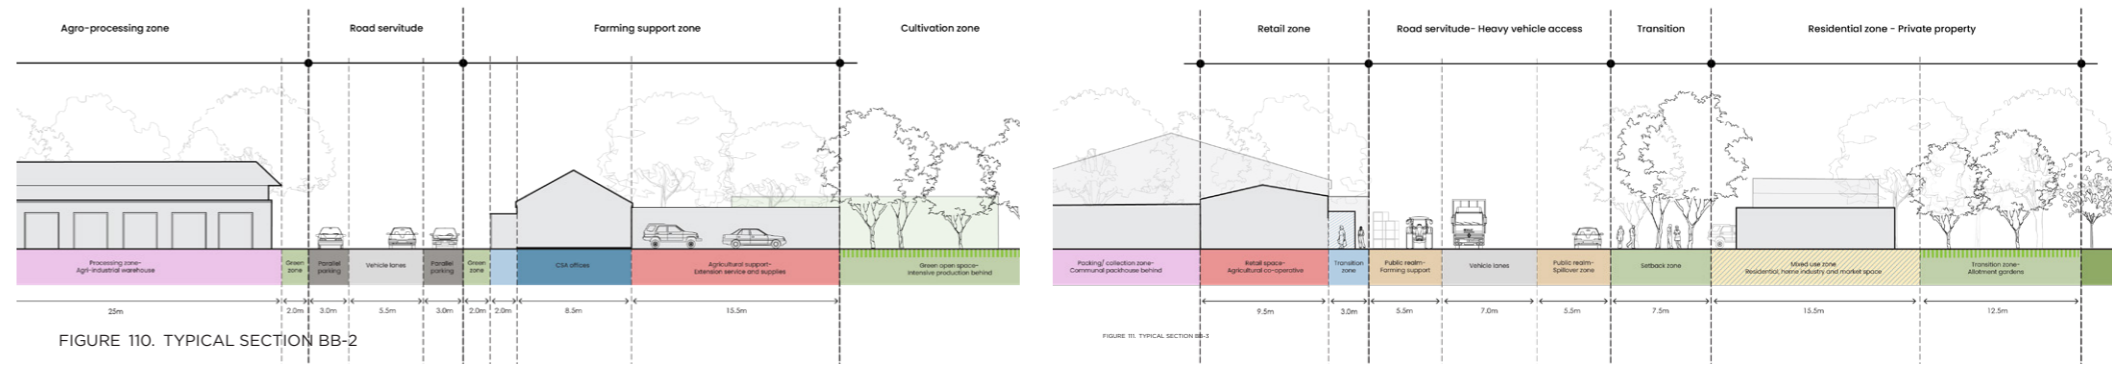 Agro-processing zone
Road servitude
Farming support zone
Cultivation zone
Processing zone-
Agri-industrial warehouse
Green
zone
Parallel
parking
Vehicle lanes
Parallel
parking
Green
zone
CSA offices
Agricultural support-
Extension service and supplies
Green open space-
Intensive production behind
25m
2.0m
3.0m
5.5m
3.0m
2.0m
2.0m
8.5m
15.5m
FIGURE 110. TYPICAL SECTION BB-2
Retail zone
Road servitude- Heavy vehicle access
Transition
Residential zone - Private property
Packing/ collection zone-
Communal packhouse behind
Retail space-
Agricultural co-operative
Transition
zone
Public realm-
Farming support
Vehicle lanes
Public realm-
Spillover zone
Setback zone
Mixed use zone
Residential, home industry and market space
Transition zone-
Allotment gardens
9.5m
3.0m
5.5m
7.0m
5.5m
7.5m
15.5m
12.5m
FIGURE 111. TYPICAL SECTION BB-3